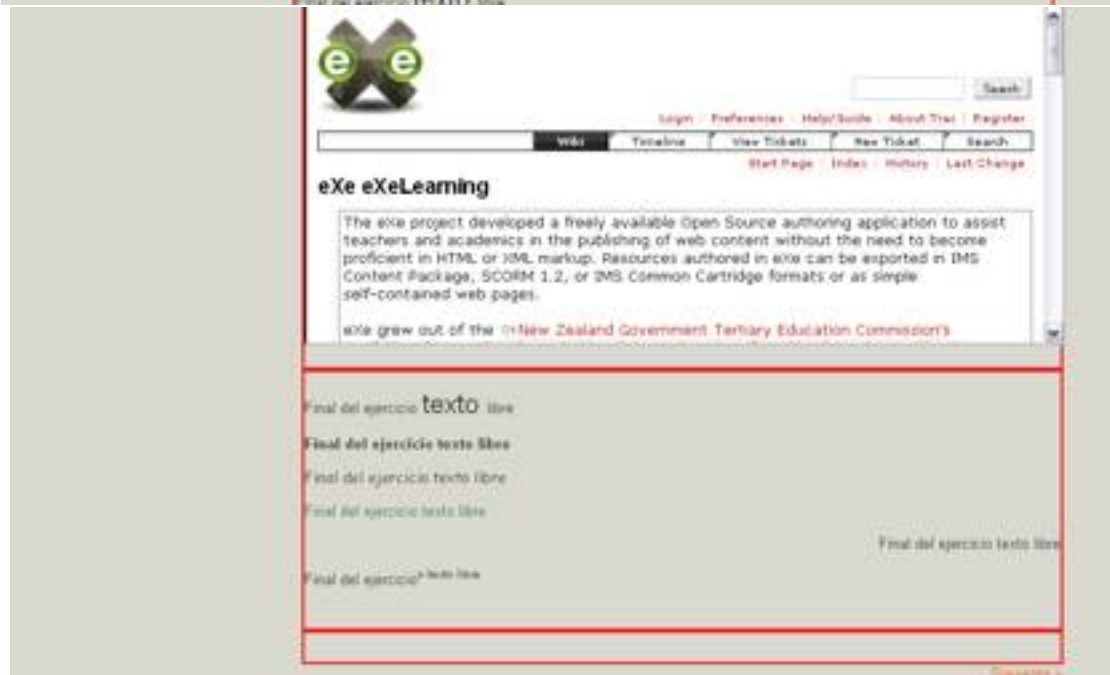 e e
Search
Login Preferences Help/Guide About Trac Register
Wiki Timeline View Tickets New Ticket Search
Start Page Index History Last Change
eXe eXeLearning
The eXe project developed a freely available Open Source authoring application to assist
teachers and academics in the publishing of web content without the need to become
proficient in HTML or XML markup. Resources authored in eXe can be exported in IMS
Content Package, SCORM 1.2, or IMS Common Cartridge formats or as simple
self-contained web pages.
eXe grew out of the New Zealand Government Tertiary Education Commission's
Final del ejercicio texto libre
Final del ejercicio texto libre
Final del ejercicio texto libre
Final del ejercicio texto libre
Final del ejercicio texto libre
Final del ejercicio texto libre